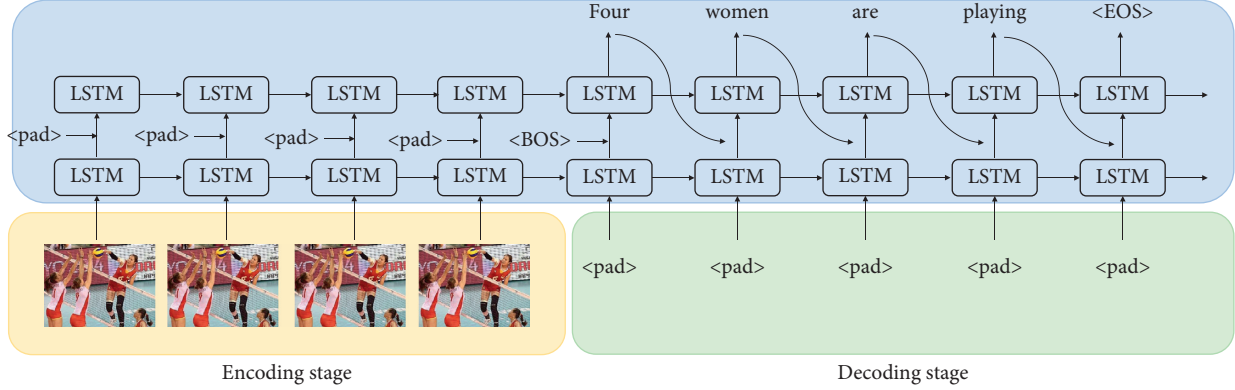 Four women are playing <EOS>
LSTM LSTM LSTM LSTM LSTM LSTM LSTM LSTM LSTM
<pad> <pad> <pad> <pad> <BOS>
LSTM LSTM LSTM LSTM LSTM LSTM LSTM LSTM LSTM
<pad> <pad> <pad> <pad> <pad>
Encoding stage Decoding stage